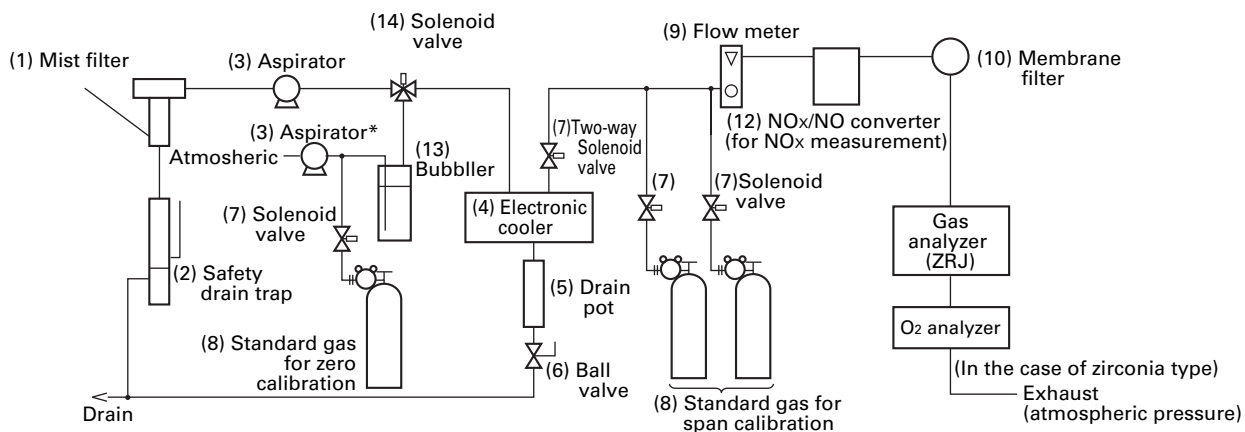 (14) Solenoid
valve
(1) Mist filter
(3) Aspirator
(9) Flow meter
(10) Membrane
filter
(3) Aspirator*
Atmosheric
(13)
Bubbller
(7)Two-way
Solenoid
valve
(12) NOx/NO converter
(for NOx measurement)
(7) Solenoid
valve
(4) Electronic
cooler
(7)
(7)Solenoid
valve
Gas
analyzer
(ZRJ)
(2) Safety
drain trap
(5) Drain
pot
O2 analyzer
(8) Standard gas
for zero
calibration
(6) Ball
valve
(In the case of zirconia type)
Exhaust
(atmospheric pressure)
Drain
(8) Standard gas for
span calibration